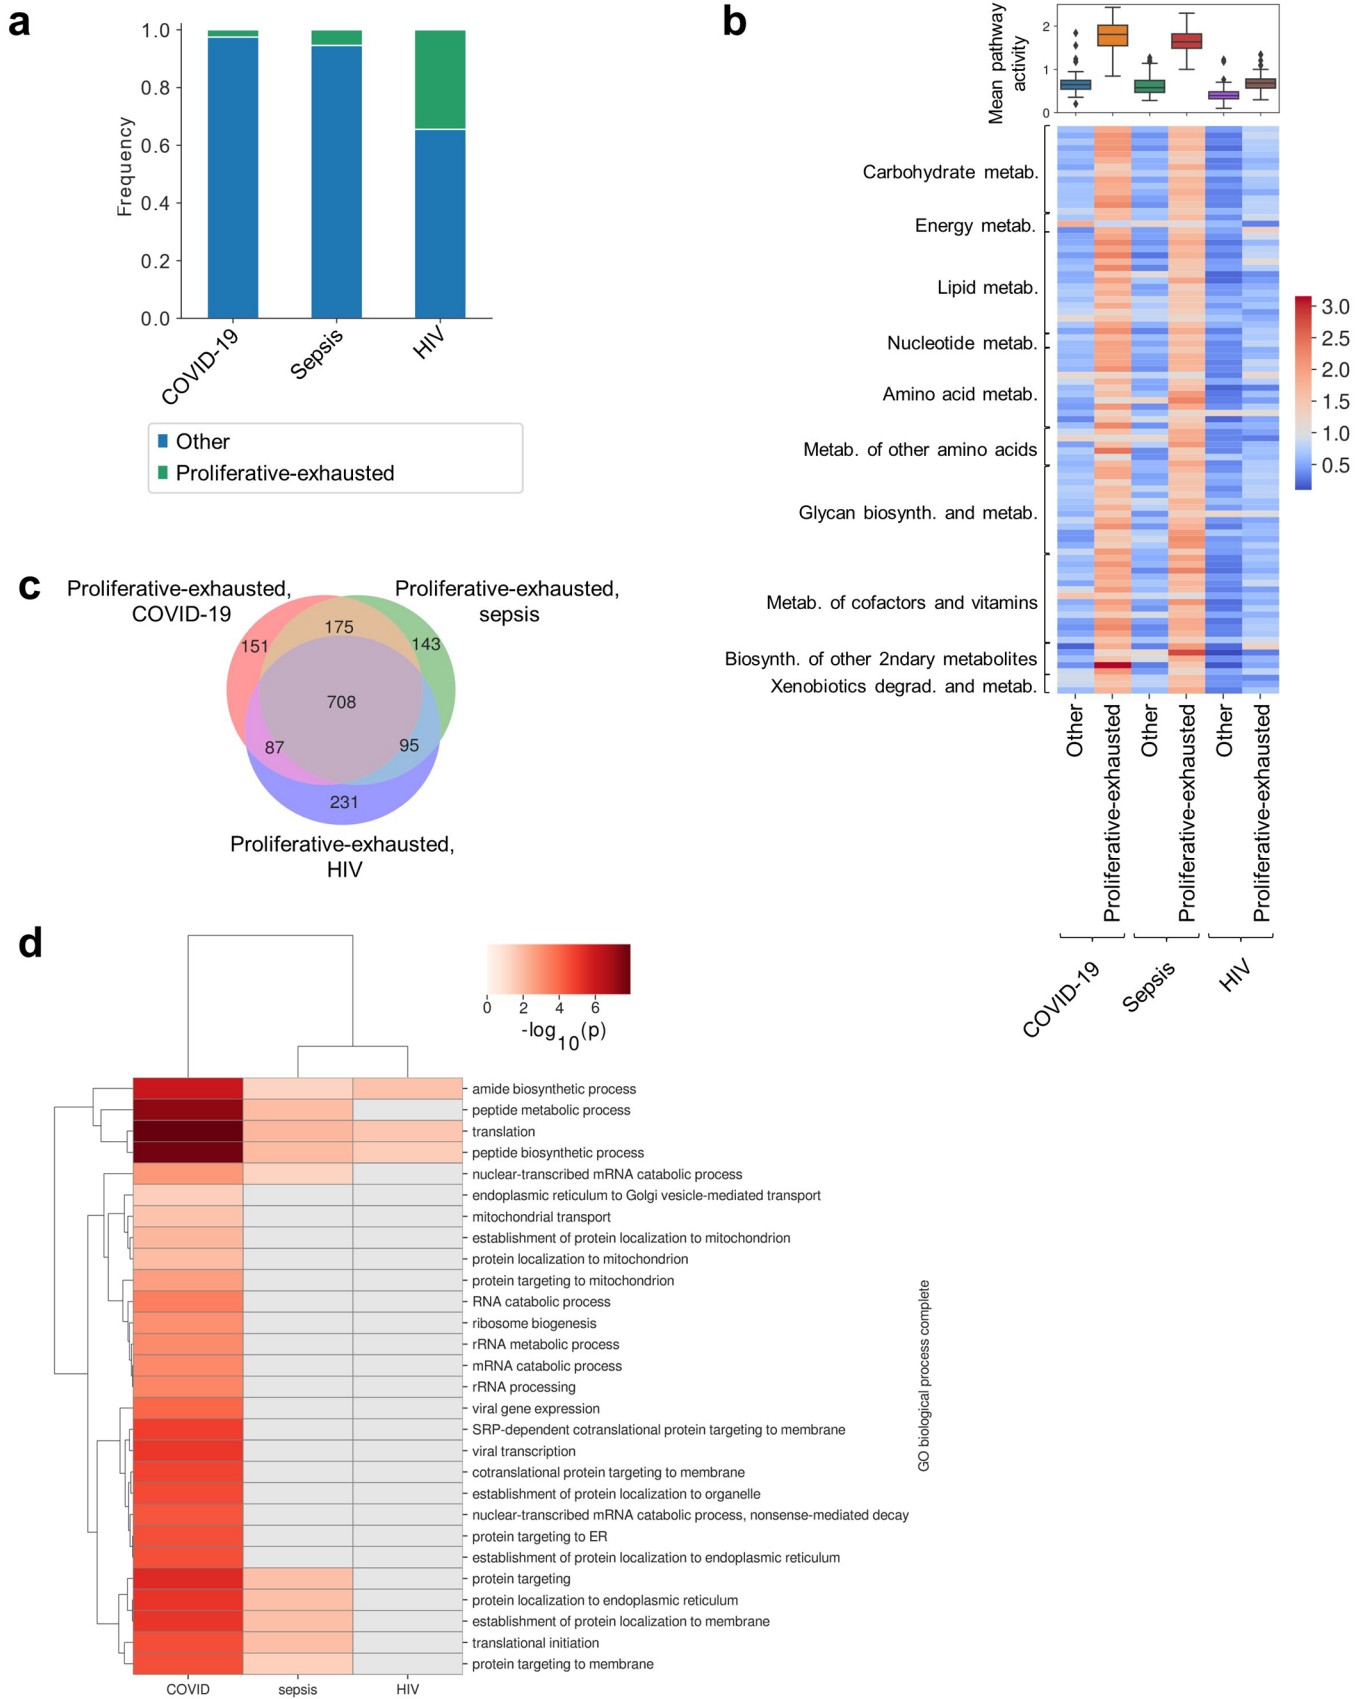 a
1.0
0.8
0.6
0.4
0.2
0.0
Frequency
COVID-19
Sepsis
HIV
Other
Proliferative-exhausted
b
Mean pathway
activity
2
1
0
Carbohydrate metab.
Energy metab.
Lipid metab.
Nucleotide metab.
Amino acid metab.
Metab. of other amino acids
Glycan biosynth. and metab.
Metab. of cofactors and vitamins
Biosynth. of other 2ndary metabolites
Xenobiotics degrad. and metab.
3.0
2.5
2.0
1.5
1.0
0.5
Other
Proliferative-exhausted
Other
Proliferative-exhausted
Other
Proliferative-exhausted
COVID-19
Sepsis
HIV
c
Proliferative-exhausted,
COVID-19
Proliferative-exhausted,
sepsis
151
175
143
708
87
95
231
Proliferative-exhausted,
HIV
d
0 2 4 6
-log10(p)
amide biosynthetic process
peptide metabolic process
translation
peptide biosynthetic process
nuclear-transcribed mRNA catabolic process
endoplasmic reticulum to Golgi vesicle-mediated transport
mitochondrial transport
establishment of protein localization to mitochondrion
protein localization to mitochondrion
protein targeting to mitochondrion
RNA catabolic process
ribosome biogenesis
rRNA metabolic process
mRNA catabolic process
rRNA processing
viral gene expression
SRP-dependent cotranslational protein targeting to membrane
viral transcription
cotranslational protein targeting to membrane
establishment of protein localization to organelle
nuclear-transcribed mRNA catabolic process, nonsense-mediated decay
protein targeting to ER
establishment of protein localization to endoplasmic reticulum
protein targeting
protein localization to endoplasmic reticulum
establishment of protein localization to membrane
translational initiation
protein targeting to membrane
GO biological process complete
COVID
sepsis
HIV